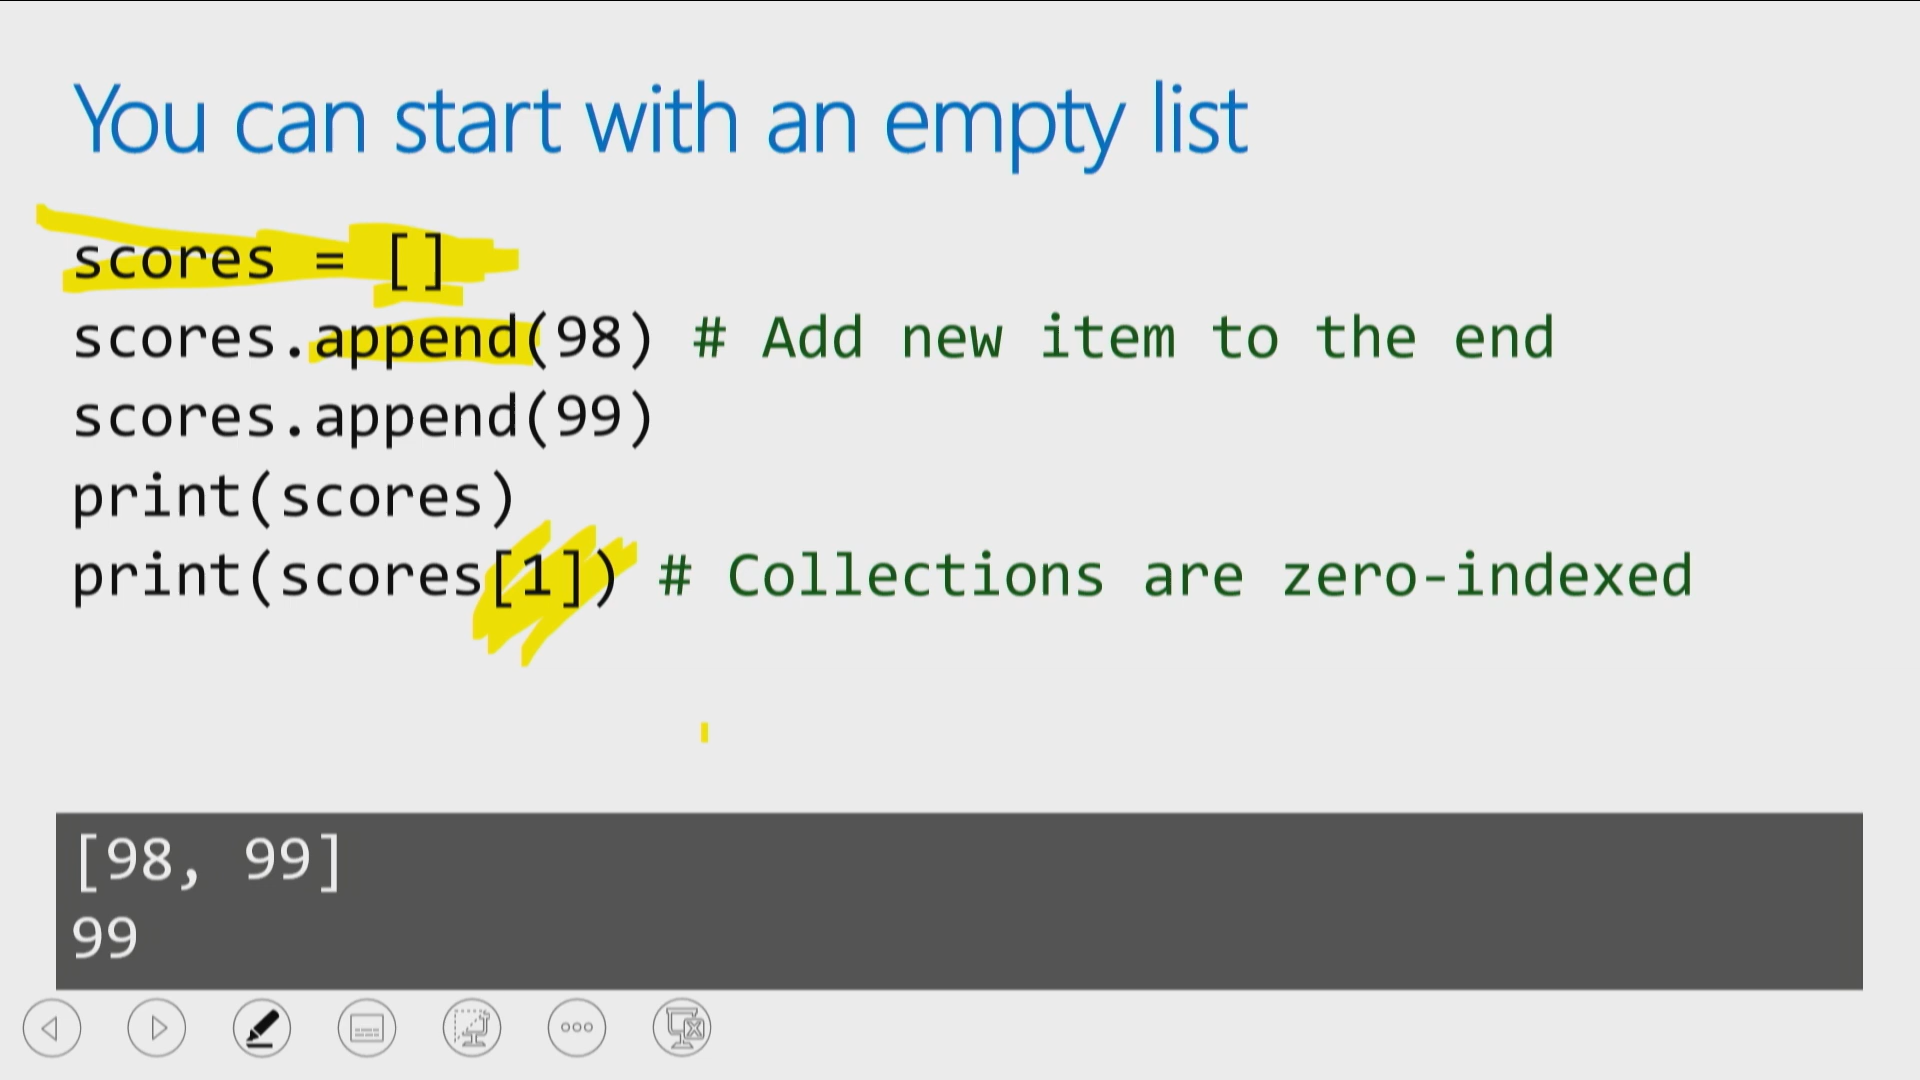 You can start with an empty list
scores = []
scores.append(98) # Add new item to the end
scores.append(99)
print(scores)
print(scores[1]) # Collections are zero-indexed
[98, 99]
99